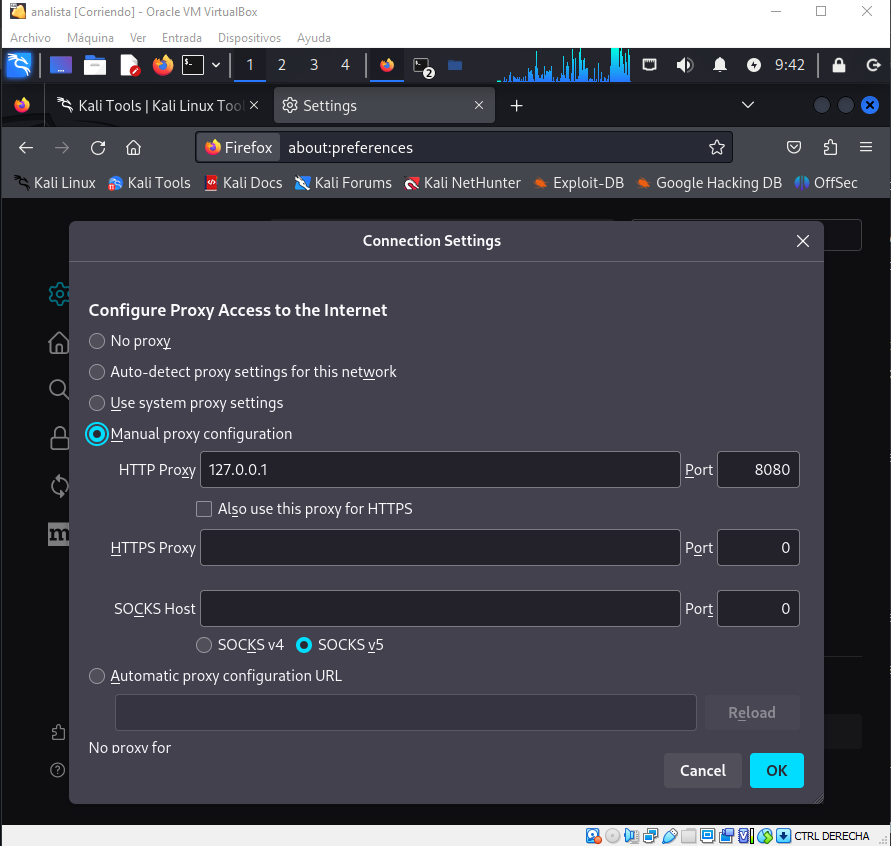 analista [Corriendo] - Oracle VM VirtualBox
Archivo Máquina Ver Entrada Dispositivos Ayuda
1 2 3 4 2 9:42
Kali Tools | Kali Linux Too Settings
Firefox about:preferences
Kali Linux Kali Tools Kali Docs Kali Forums Kali NetHunter Exploit-DB Google Hacking DB OffSec
Connection Settings
Configure Proxy Access to the Internet
No proxy
Auto-detect proxy settings for this network
Use system proxy settings
Manual proxy configuration
HTTP Proxy 127.0.0.1 Port 8080
Also use this proxy for HTTPS
HTTPS Proxy Port 0
SOCKS Host Port 0
SOCKS v4 SOCKS v5
Automatic proxy configuration URL
Reload
No proxy for
Cancel OK
CTRL DERECHA